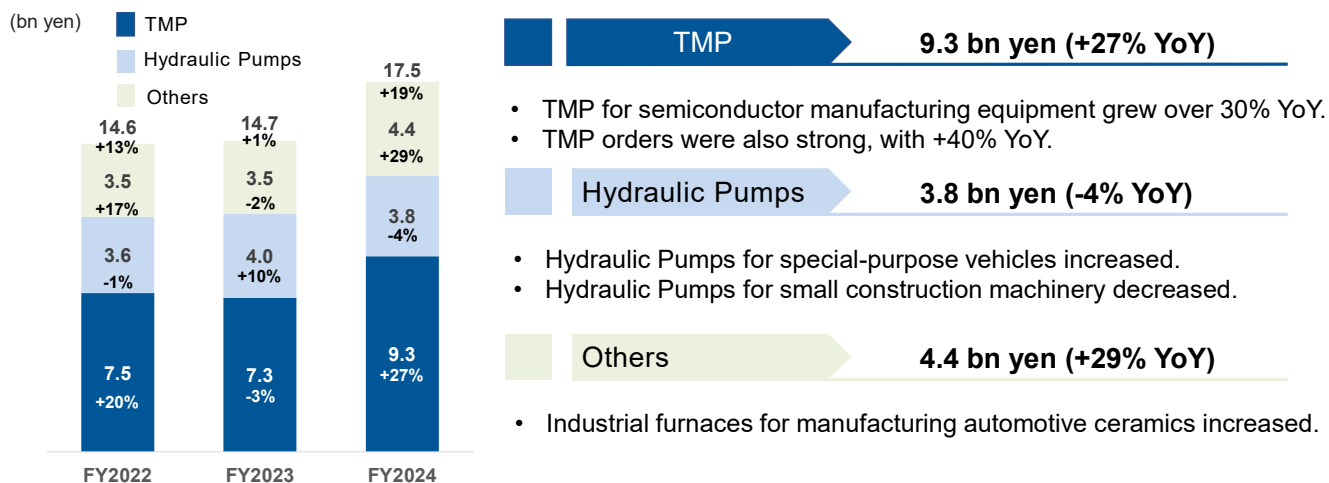 (bn yen)
TMP
Hydraulic Pumps
Others
14.6
+13%
3.5
+17%
3.6
-1%
7.5
+20%
FY2022
14.7
+1%
3.5
-2%
4.0
+10%
7.3
-3%
FY2023
17.5
+19%
4.4
+29%
3.8
-4%
9.3
+27%
FY2024
TMP
9.3 bn yen (+27% YoY)
• TMP for semiconductor manufacturing equipment grew over 30% YoY.
• TMP orders were also strong, with +40% YoY.
Hydraulic Pumps
3.8 bn yen (-4% YoY)
• Hydraulic Pumps for special-purpose vehicles increased.
• Hydraulic Pumps for small construction machinery decreased.
Others
4.4 bn yen (+29% YoY)
• Industrial furnaces for manufacturing automotive ceramics increased.